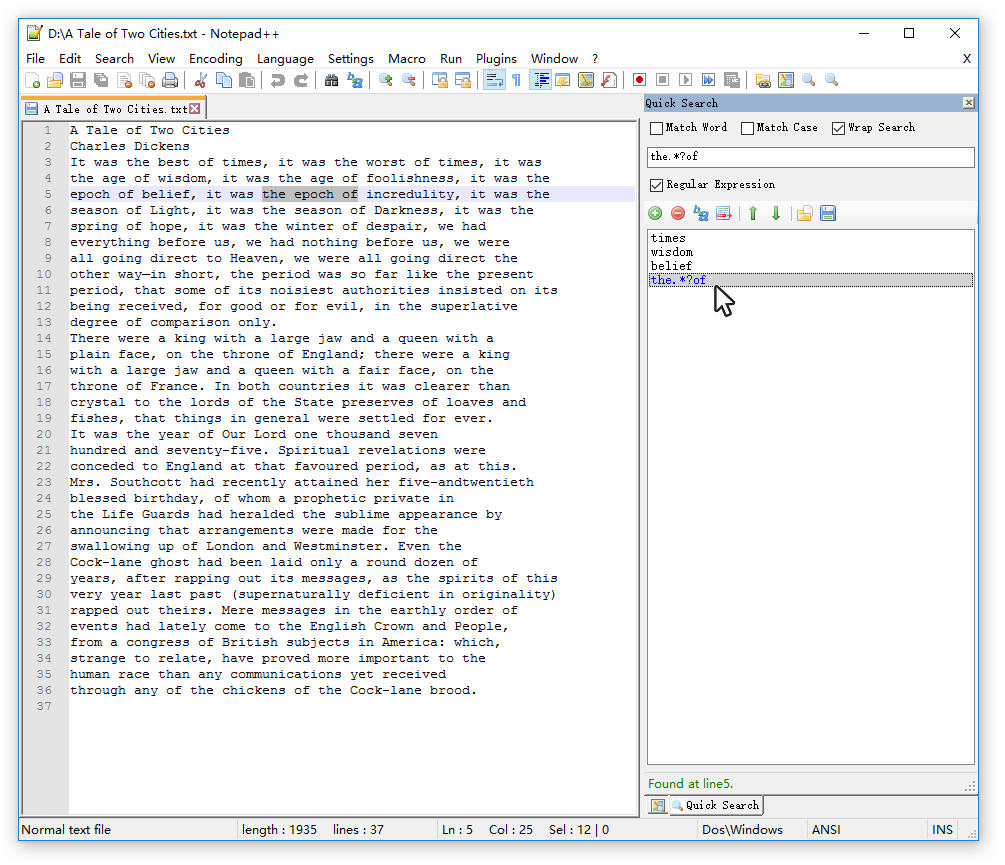 D:\A Tale of Two Cities.txt - Notepad++
File Edit Search View Encoding Language Settings Macro Run Plugins Window ? X
A Tale of Two Cities.txt
1 A Tale of Two Cities
2 Charles Dickens
3 It was the best of times, it was the worst of times, it was
4 the age of wisdom, it was the age of foolishness, it was the
5 epoch of belief, it was the epoch of incredulity, it was the
6 season of Light, it was the season of Darkness, it was the
7 spring of hope, it was the winter of despair, we had
8 everything before us, we had nothing before us, we were
9 all going direct to Heaven, we were all going direct the
10 other way—in short, the period was so far like the present
11 period, that some of its noisiest authorities insisted on its
12 being received, for good or for evil, in the superlative
13 degree of comparison only.
14 There were a king with a large jaw and a queen with a
15 plain face, on the throne of England; there were a king
16 with a large jaw and a queen with a fair face, on the
17 throne of France. In both countries it was clearer than
18 crystal to the lords of the State preserves of loaves and
19 fishes, that things in general were settled for ever.
20 It was the year of Our Lord one thousand seven
21 hundred and seventy-five. Spiritual revelations were
22 conceded to England at that favoured period, as at this.
23 Mrs. Southcott had recently attained her five-andtwentieth
24 blessed birthday, of whom a prophetic private in
25 the Life Guards had heralded the sublime appearance by
26 announcing that arrangements were made for the
27 swallowing up of London and Westminster. Even the
28 Cock-lane ghost had been laid only a round dozen of
29 years, after rapping out its messages, as the spirits of this
30 very year last past (supernaturally deficient in originality)
31 rapped out theirs. Mere messages in the earthly order of
32 events had lately come to the English Crown and People,
33 from a congress of British subjects in America: which,
34 strange to relate, have proved more important to the
35 human race than any communications yet received
36 through any of the chickens of the Cock-lane brood.
37
Quick Search
Match Word Match Case Wrap Search
the.*?of
Regular Expression
times
wisdom
belief
the.*?of
Found at line5.
Quick Search
Normal text file length : 1935 lines : 37 Ln : 5 Col : 25 Sel : 12 | 0 Dos\Windows ANSI INS